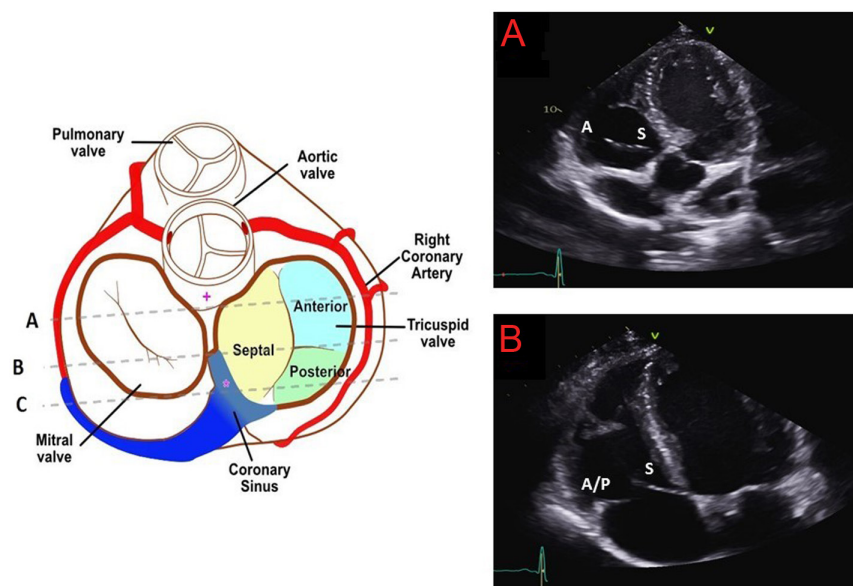 Pulmonary
valve
Aortic
valve
Right
Coronary
Artery
A
Anterior
Tricuspid
valve
Septal
B
Posterior
C
Mitral
valve
Coronary
Sinus
A
V
10
A
S
B
V
S
A/P